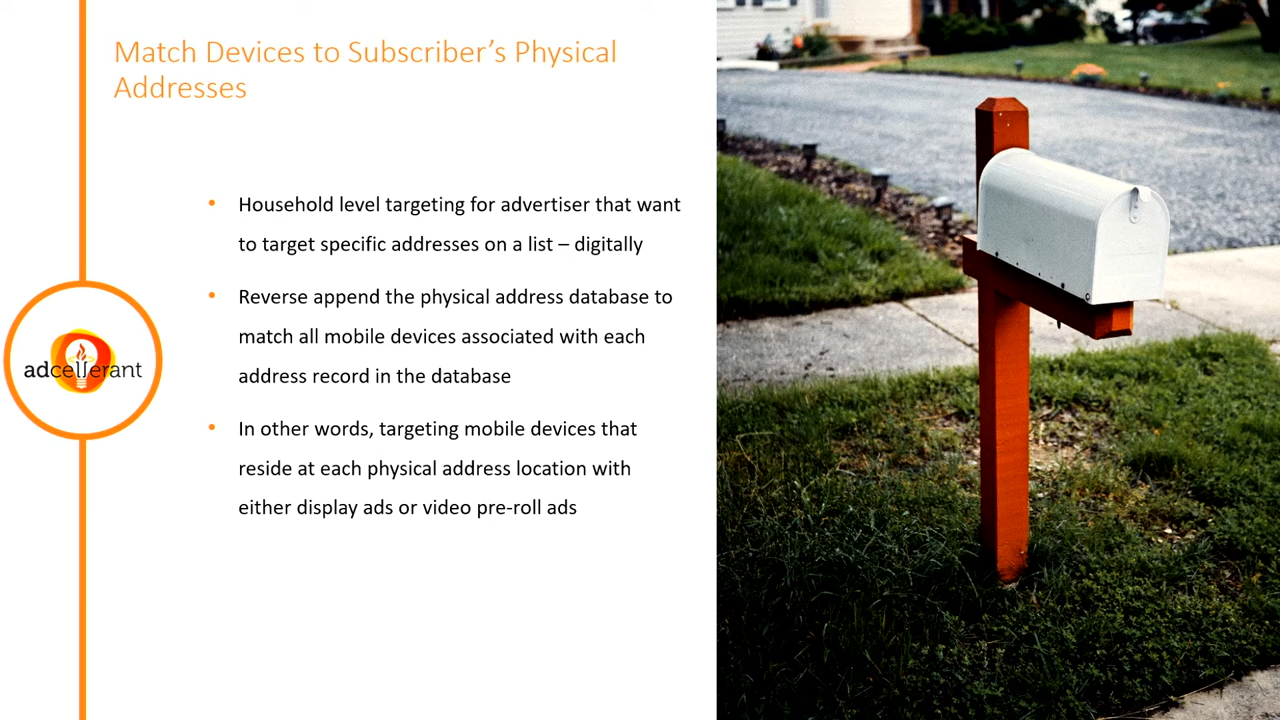 Match Devices to Subscriber’s Physical
Addresses
Household level targeting for advertiser that want
to target specific addresses on a list – digitally
Reverse append the physical address database to
match all mobile devices associated with each
address record in the database
In other words, targeting mobile devices that
reside at each physical address location with
either display ads or video pre-roll ads
adcellerant